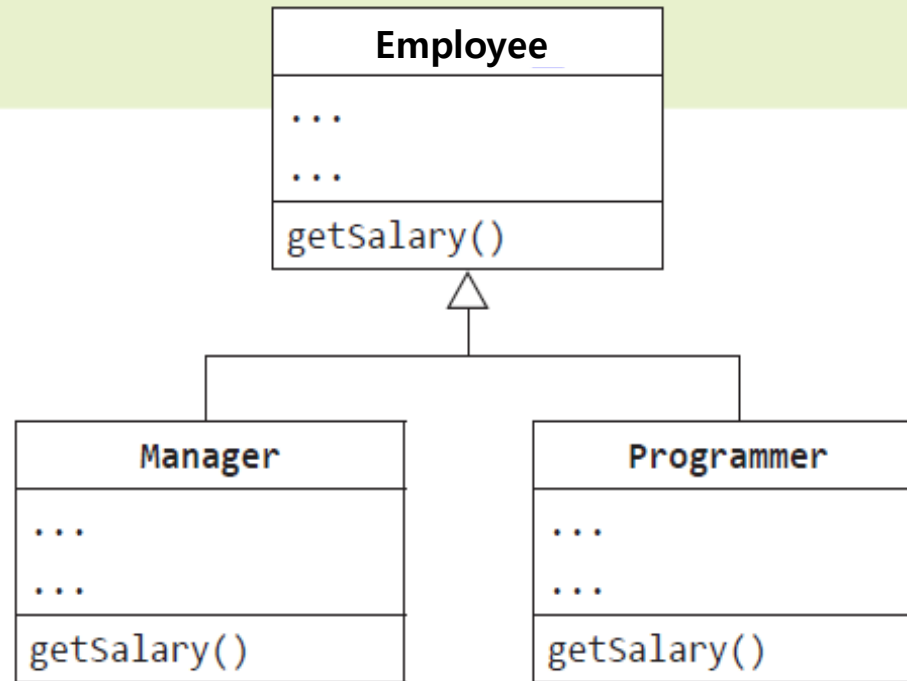 Employee
...
...
getSalary()
Manager
...
...
getSalary()
Programmer
...
...
getSalary()